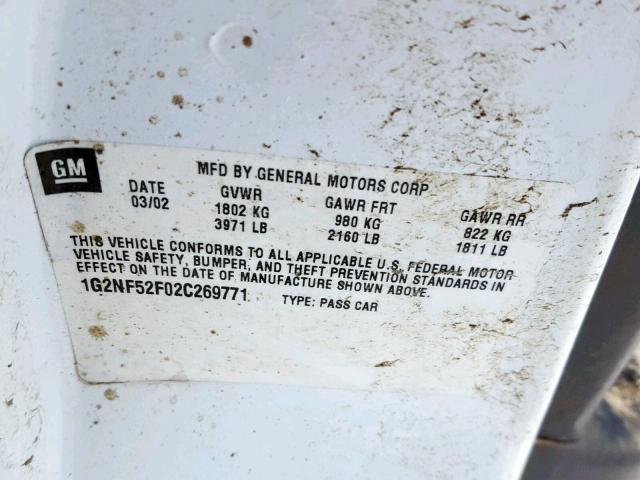 GM
MFD BY GENERAL MOTORS CORP
DATE GVWR GAWR FRT GAWR RR
03/02 1802 KG 980 KG 822 KG
3971 LB 2160 LB 1811 LB
THIS VEHICLE CONFORMS TO ALL APPLICABLE U.S. FEDERAL MOTOR
VEHICLE SAFETY, BUMPER, AND THEFT PREVENTION STANDARDS IN
EFFECT ON THE DATE OF MANUFACTURE SHOWN ABOVE.
1G2NF52F02C269771 TYPE: PASS CAR